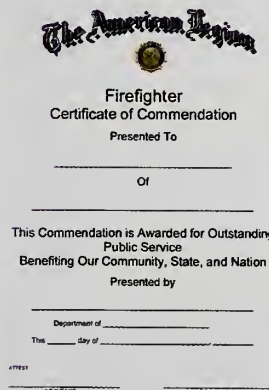 The American Legion
Firefighter
Certificate of Commendation
Presented To
Of
This Commendation is Awarded for Outstanding
Public Service
Benefiting Our Community, State, and Nation
Presented by
Department of
This day of
ATTEST